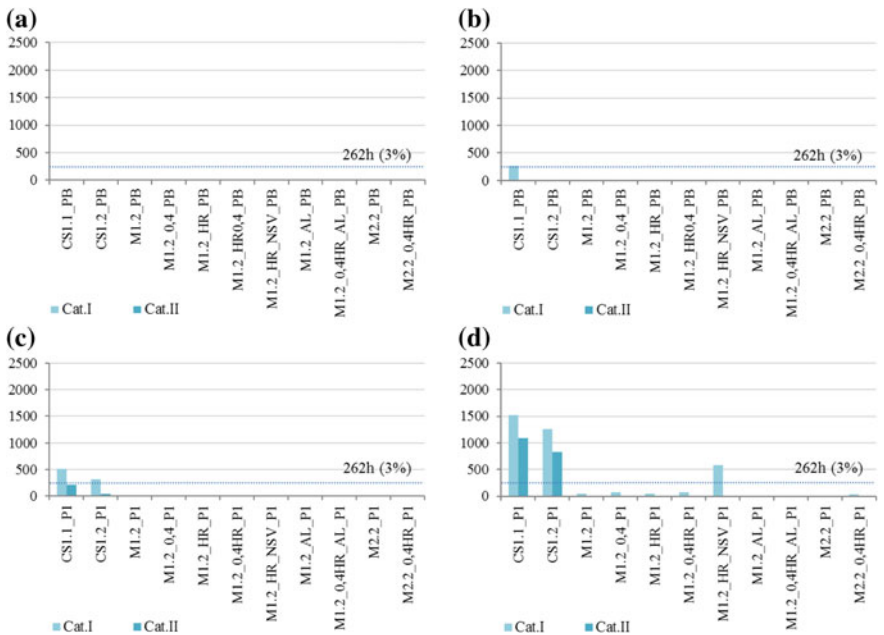 (a)
2500
2000
1500
1000
500
0
262h (3%)
CS1.1_PB
CS1.2_PB
M1.2_PB
M1.2_0,4_PB
M1.2_HR_PB
M1.2_HR0,4_PB
M1.2_HR_NSV_PB
M1.2_AL_PB
M1.2_0,4HR_AL_PB
M2.2_PB
M2.2_0,4HR_PB
Cat.I Cat.II
(b)
2500
2000
1500
1000
500
0
262h (3%)
CS1.1_PB
CS1.2_PB
M1.2_PB
M1.2_0,4_PB
M1.2_HR_PB
M1.2_HR0,4_PB
M1.2_HR_NSV_PB
M1.2_AL_PB
M1.2_0,4HR_AL_PB
M2.2_PB
M2.2_0,4HR_PB
Cat.I Cat.II
(c)
2500
2000
1500
1000
500
0
262h (3%)
CS1.1_P1
CS1.2_P1
M1.2_P1
M1.2_0,4_P1
M1.2_HR_P1
M1.2_0,4HR_P1
M1.2_HR_NSV_P1
M1.2_AL_P1
M1.2_0,4HR_AL_P1
M2.2_P1
M2.2_0,4HR_P1
Cat.I Cat.II
(d)
2500
2000
1500
1000
500
0
262h (3%)
CS1.1_P1
CS1.2_P1
M1.2_P1
M1.2_0,4_P1
M1.2_HR_P1
M1.2_0,4HR_P1
M1.2_HR_NSV_P1
M1.2_AL_P1
M1.2_0,4HR_AL_P1
M2.2_P1
M2.2_0,4HR_P1
Cat.I Cat.II